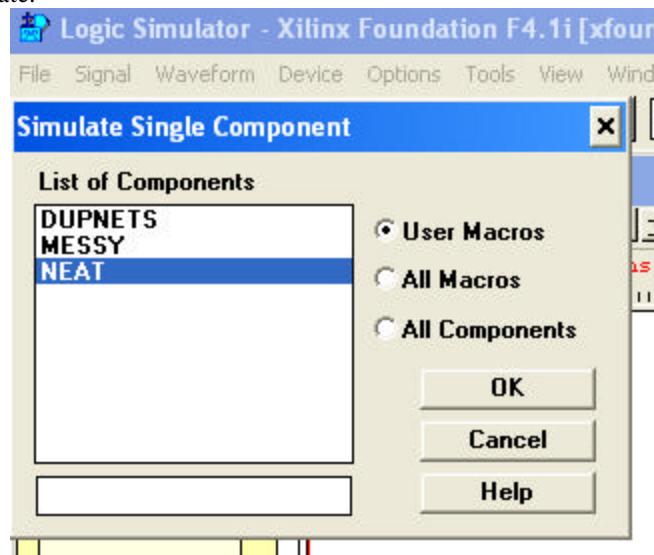 Logic Simulator - Xilinx Foundation F4.1i [xfour
File Signal Waveform Device Options Tools View Wind
Simulate Single Component
List of Components
DUPNETS
MESSY
NEAT
User Macros
All Macros
All Components
OK
Cancel
Help